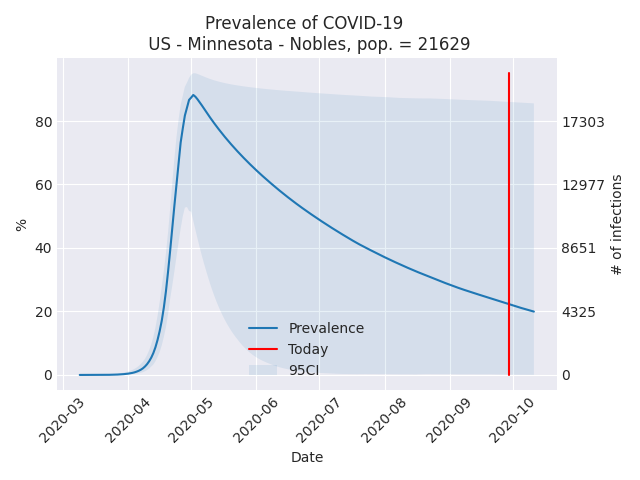 Prevalence of COVID-19
US - Minnesota - Nobles, pop. = 21629
%
80
60
40
20
0
17303
12977
8651
4325
0
# of infections
Prevalence
Today
95CI
2020-03
2020-04
2020-05
2020-06
2020-07
2020-08
2020-09
2020-10
Date